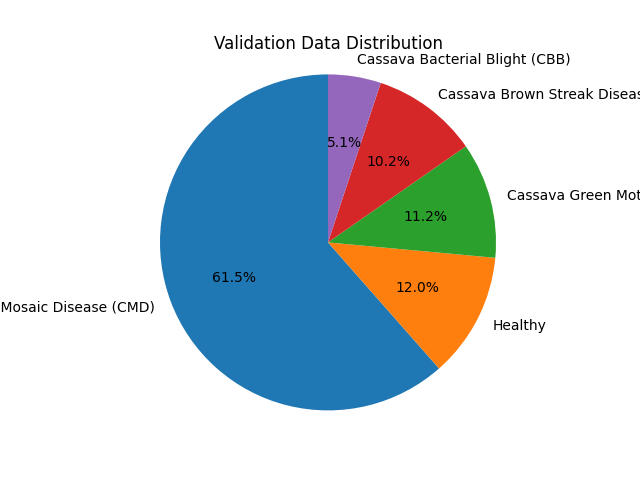 Validation Data Distribution
Cassava Bacterial Blight (CBB)
Cassava Brown Streak Diseas
5.1%
10.2%
Cassava Green Mot
11.2%
61.5%
12.0%
Mosaic Disease (CMD)
Healthy